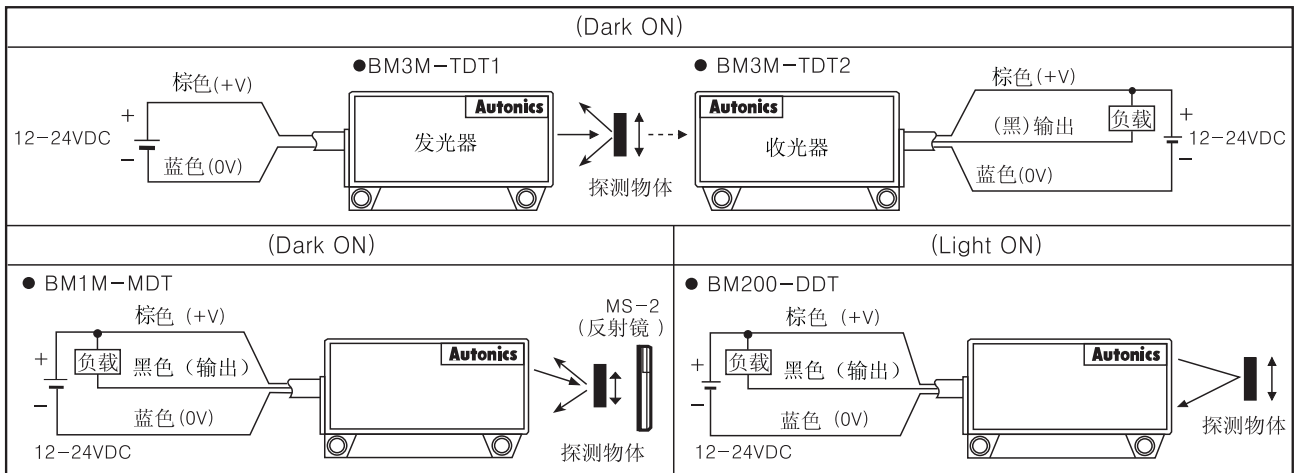 (Dark ON)
●BM3M-TDT1
● BM3M-TDT2
棕色(+V)
+
12-24VDC
-
蓝色(0V)
Autonics
发光器
探测物体
Autonics
收光器
棕色(+V)
(黑)输出
负载
+
12-24VDC
-
蓝色(0V)
(Dark ON)
● BM1M-MDT
棕色 (+V)
+
负载
黑色 (输出)
-
蓝色 (0V)
12-24VDC
Autonics
MS-2
(反射镜)
探测物体
(Light ON)
● BM200-DDT
棕色 (+V)
+
负载
黑色 (输出)
-
蓝色 (0V)
12-24VDC
Autonics
探测物体